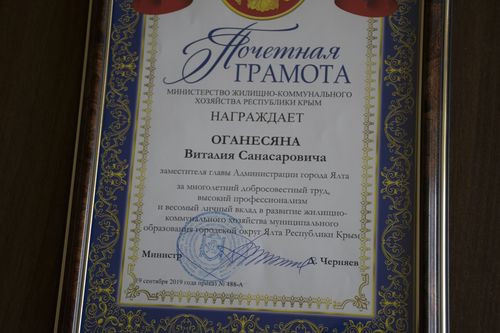 Почетная
ГРАМОТА
МИНИСТЕРСТВО ЖИЛИЩНО-КОММУНАЛЬНОГО
ХОЗЯЙСТВА РЕСПУБЛИКИ КРЫМ
НАГРАЖДАЕТ
ОГАНЕСЯНА
Виталия Санасаровича
заместителя главы Администрации города Ялта
за многолетний добросовестный труд,
высокий профессионализм
и весомый личный вклад в развитие жилищно-
коммунального хозяйства муниципального
образования городской округ Ялта Республики Крым
Министр Д. Черняев
19 сентября 2019 года приказ № 488-А